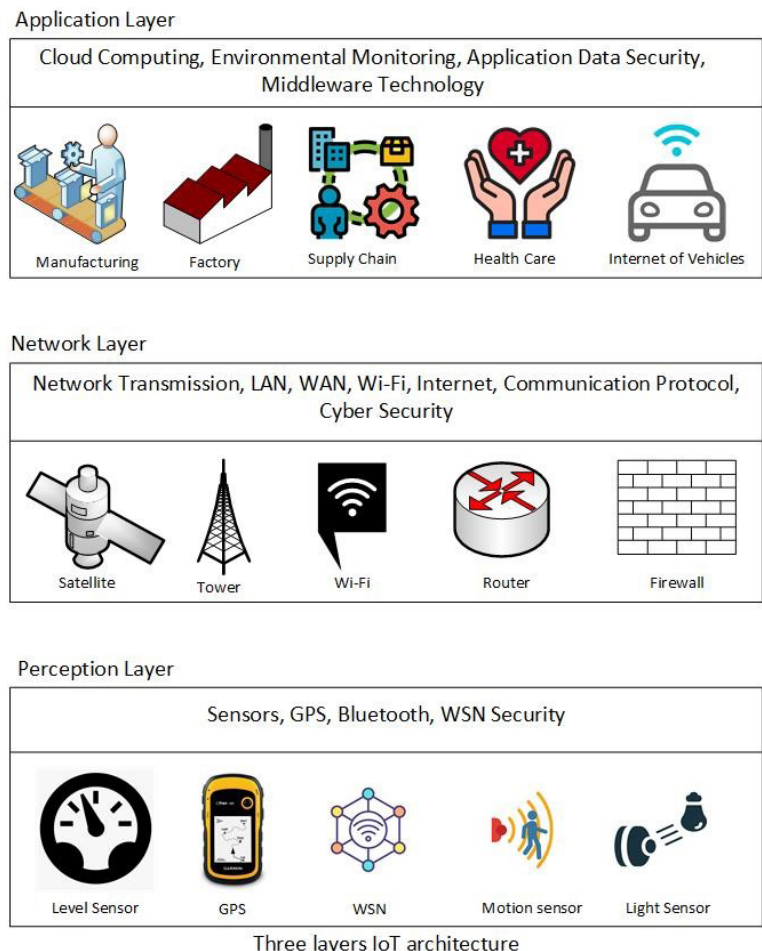 Application Layer
Cloud Computing, Environmental Monitoring, Application Data Security,
Middleware Technology
Manufacturing
Factory
Supply Chain
Health Care
Internet of Vehicles
Network Layer
Network Transmission, LAN, WAN, Wi-Fi, Internet, Communication Protocol,
Cyber Security
Satellite
Tower
Wi-Fi
Router
Firewall
Perception Layer
Sensors, GPS, Bluetooth, WSN Security
GARMIN
Level Sensor
GPS
WSN
Motion sensor
Light Sensor
Three layers IoT architecture